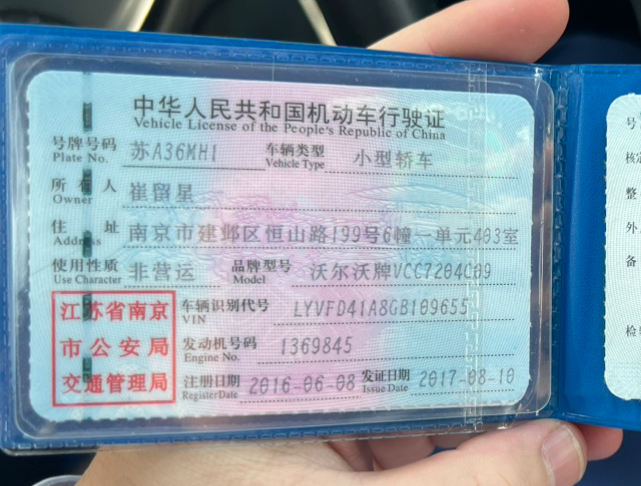 中华人民共和国机动车行驶证
Vehicle License of the People's Republic of China
号牌号码 苏A36MH1 车辆类型 小型轿车
Plate No. Vehicle Type
所有人 崔留星
Owner
住址 南京市建邺区恒山路199号6幢一单元403室
Address
使用性质 非营运 品牌型号 沃尔沃牌VCC7204C09
Use Character Model
江苏省南京
市公安局
交通管理局
车辆识别代号 LYVFD41A8GB109655
VIN
发动机号码 1369845
Engine No.
注册日期 2016-06-08 发证日期 2017-08-10
Register Date Issue Date
号
核定
整
外
备
检